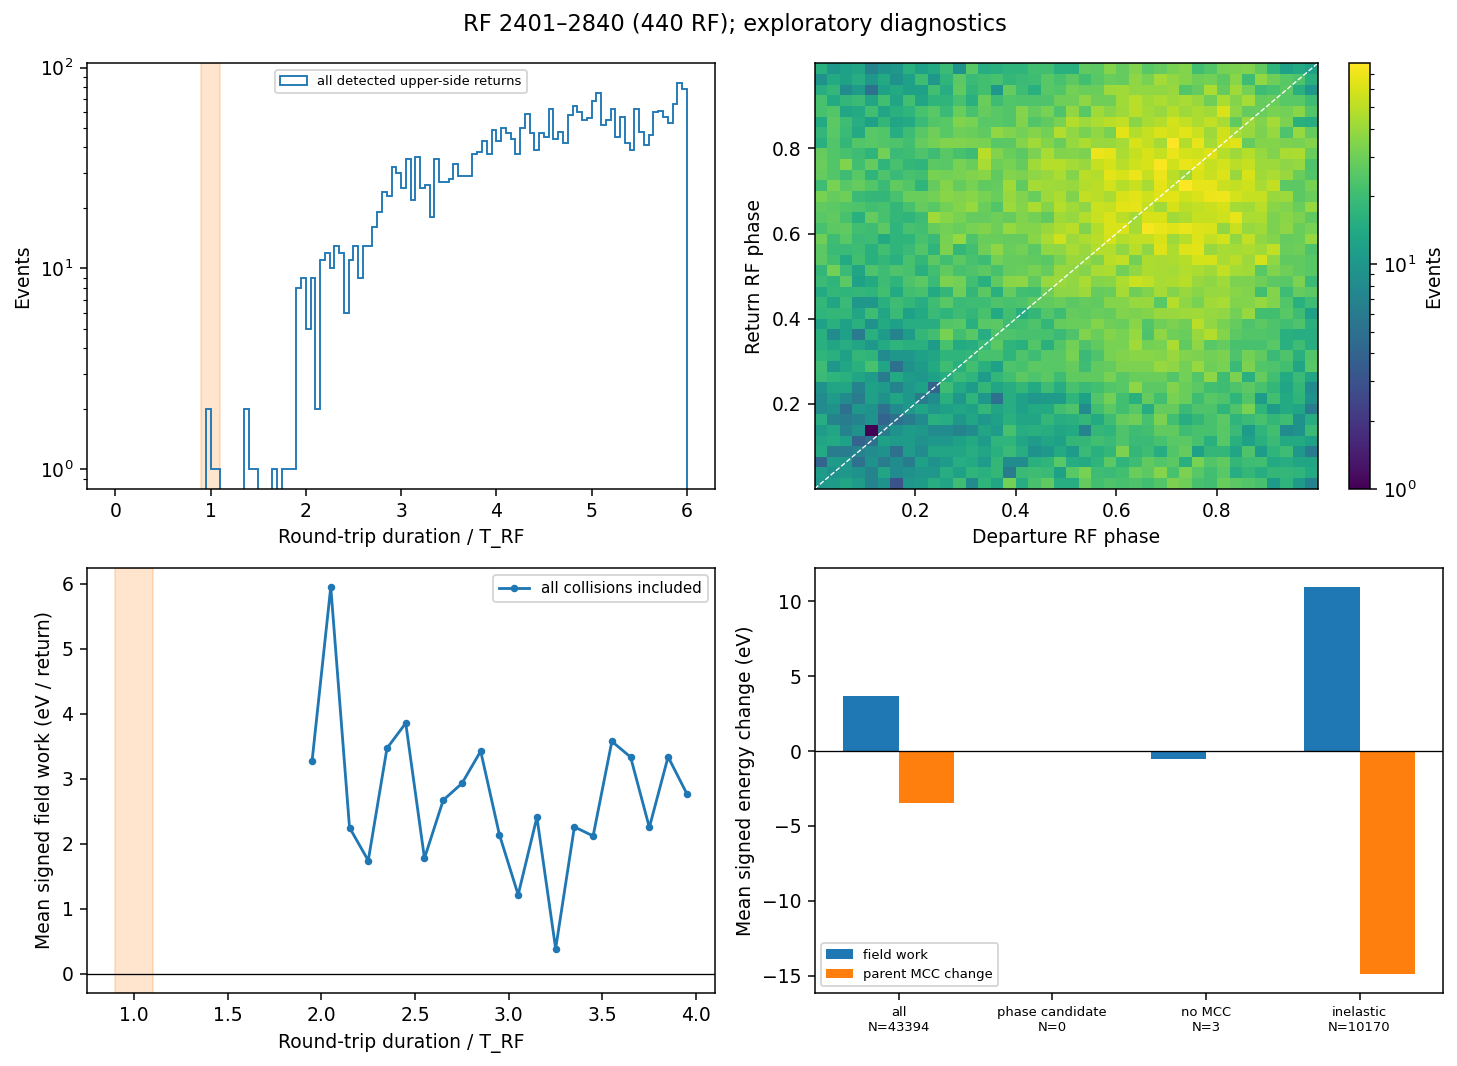 RF 2401–2840 (440 RF); exploratory diagnostics
all detected upper-side returns
Events
10²
10¹
10⁰
0 1 2 3 4 5 6
Round-trip duration / T_RF
Return RF phase
0.8
0.6
0.4
0.2
0.2 0.4 0.6 0.8
Departure RF phase
10¹
10⁰
Events
all collisions included
Mean signed field work (eV / return)
6
5
4
3
2
1
0
1.0 1.5 2.0 2.5 3.0 3.5 4.0
Round-trip duration / T_RF
Mean signed energy change (eV)
10
5
0
−5
−10
−15
field work
parent MCC change
all
N=43394
phase candidate
N=0
no MCC
N=3
inelastic
N=10170